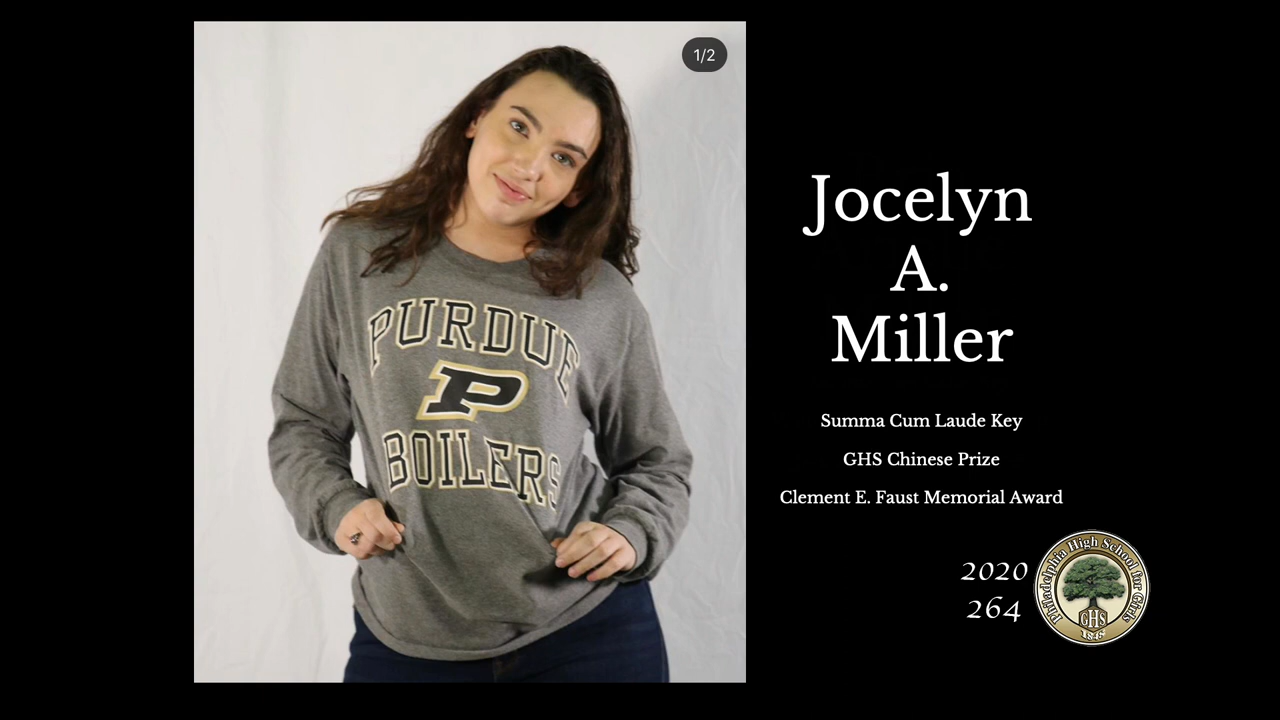 1/2
PURDUE
P
BOILERS
Jocelyn
A.
Miller
Summa Cum Laude Key
GHS Chinese Prize
Clement E. Faust Memorial Award
2020
264
Philadelphia High School for Girls
GHS
1848